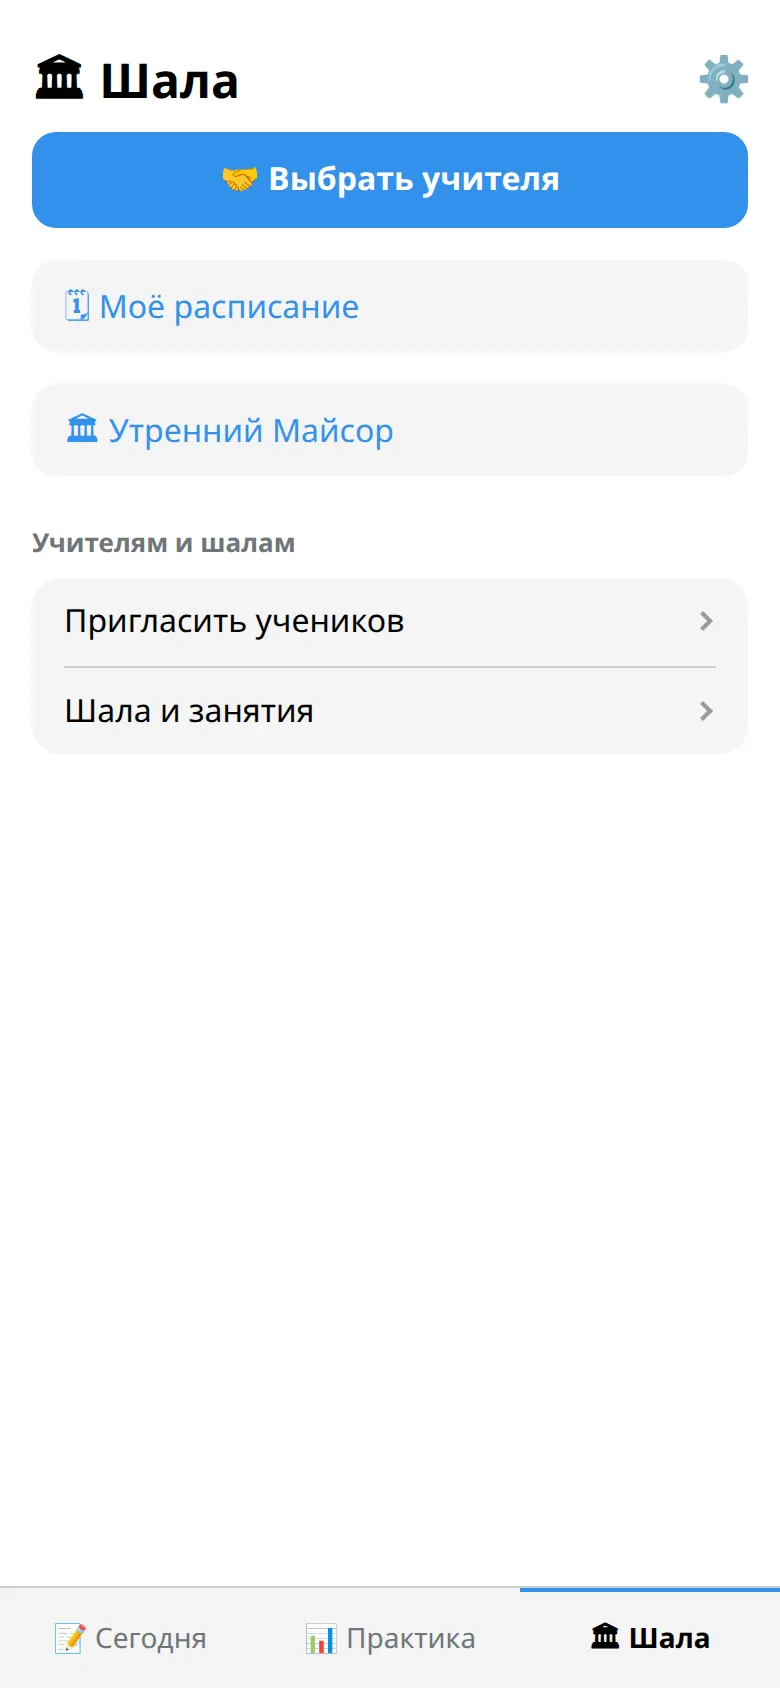 🏛 Шала ⚙️
🤝 Выбрать учителя
🗓 Моё расписание
🏛 Утренний Майсор
Учителям и шалам
Пригласить учеников
Шала и занятия
📝 Сегодня 📊 Практика 🏛 Шала